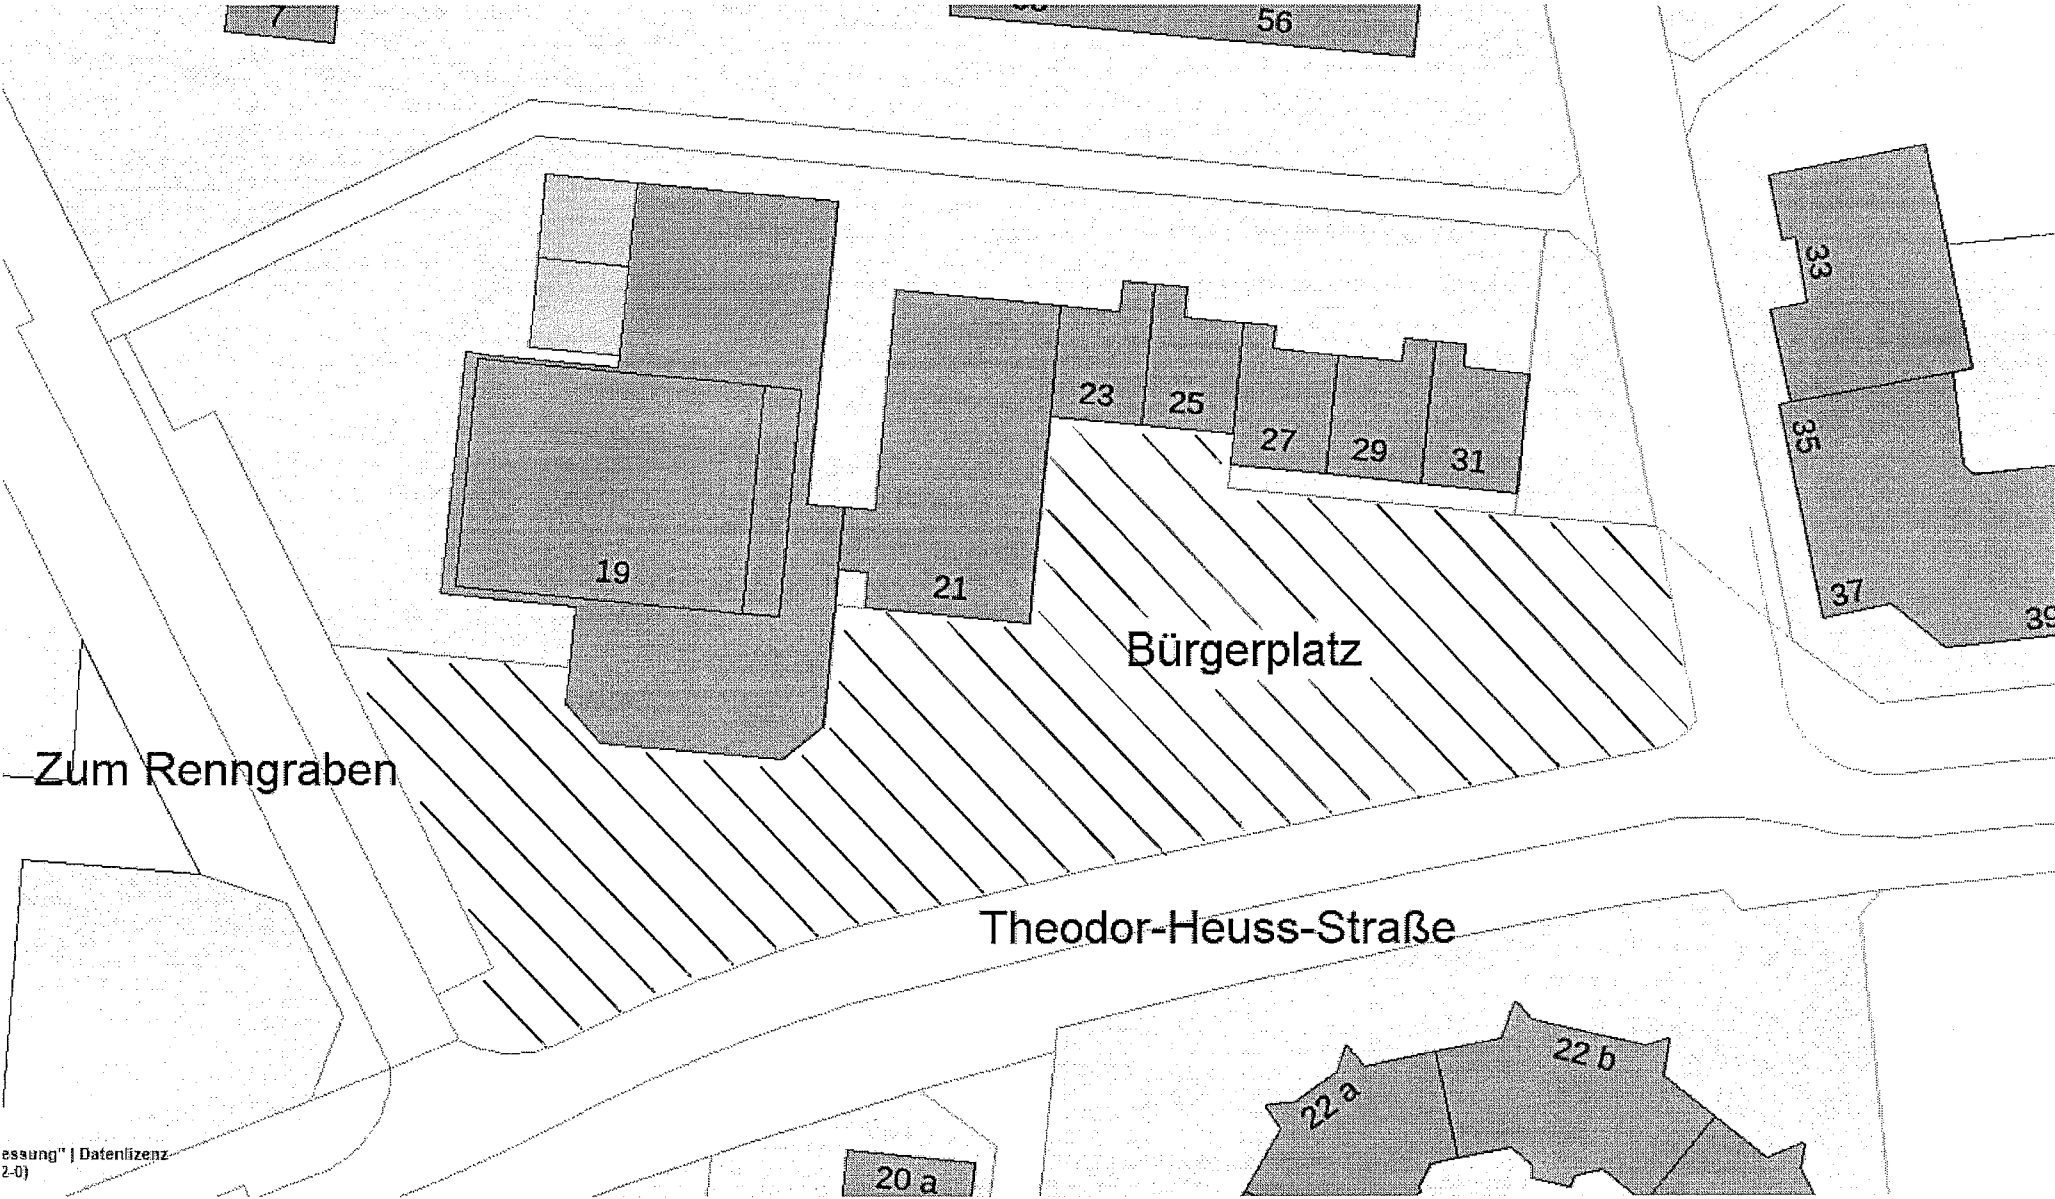 7
56
33
23
25
27
29
31
35
19
21
37
39
Bürgerplatz
Zum Renngraben
Theodor-Heuss-Straße
22 b
22 a
essung" | Datenlizenz
2-0)
20 a